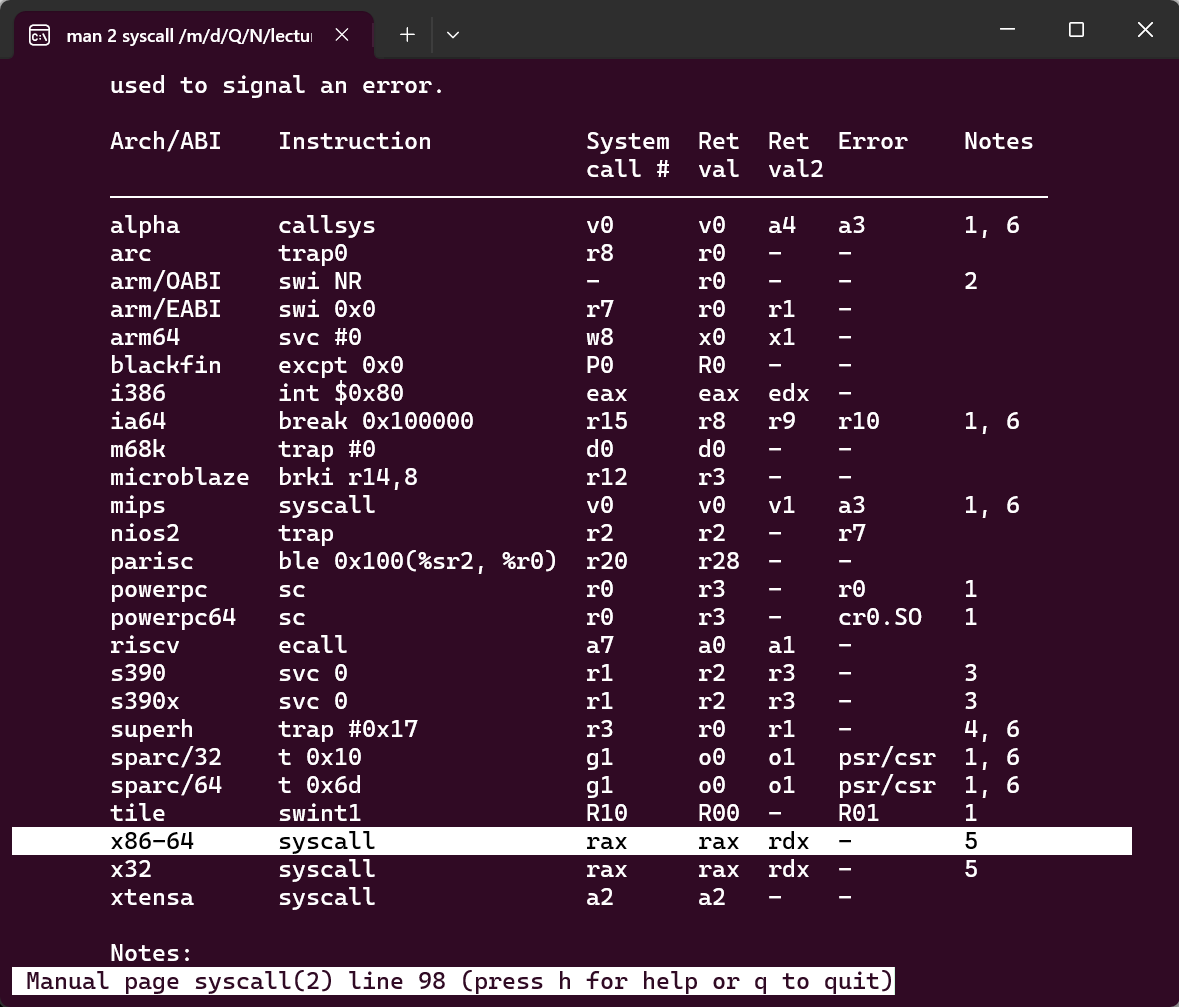 man 2 syscall /m/d/Q/N/lectur
used to signal an error.
Arch/ABI    Instruction           System  Ret  Ret  Error    Notes
                                  call #  val  val2
alpha       callsys               v0      v0   a4   a3       1, 6
arc         trap0                 r8      r0   -    -
arm/OABI    swi NR                -       r0   -    -        2
arm/EABI    swi 0x0               r7      r0   r1   -
arm64       svc #0                w8      x0   x1   -
blackfin    excpt 0x0             P0      R0   -    -
i386        int $0x80             eax     eax  edx  -
ia64        break 0x100000        r15     r8   r9   r10      1, 6
m68k        trap #0               d0      d0   -    -
microblaze  brki r14,8            r12     r3   -    -
mips        syscall               v0      v0   v1   a3       1, 6
nios2       trap                  r2      r2   -    r7
parisc      ble 0x100(%sr2, %r0)  r20     r28  -    -
powerpc     sc                    r0      r3   -    r0       1
powerpc64   sc                    r0      r3   -    cr0.SO   1
riscv       ecall                 a7      a0   a1   -
s390        svc 0                 r1      r2   r3   -        3
s390x       svc 0                 r1      r2   r3   -        3
superh      trap #0x17            r3      r0   r1   -        4, 6
sparc/32    t 0x10                g1      o0   o1   psr/csr  1, 6
sparc/64    t 0x6d                g1      o0   o1   psr/csr  1, 6
tile        swint1                R10     R00  -    R01      1
x86-64      syscall               rax     rax  rdx  -        5
x32         syscall               rax     rax  rdx  -        5
xtensa      syscall               a2      a2   -    -
Notes:
Manual page syscall(2) line 98 (press h for help or q to quit)